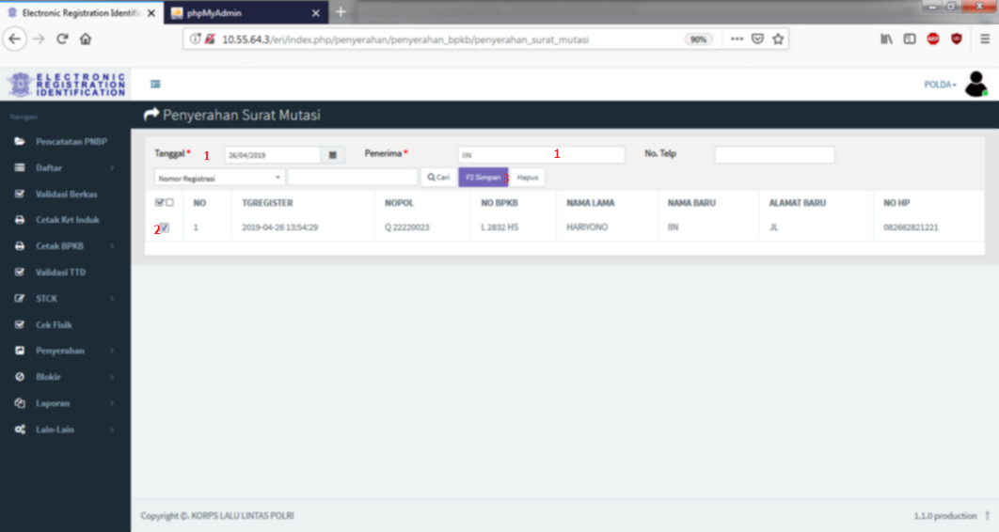 Electronic Registration Identifi
phpMyAdmin
10.55.64.3/eri/index.php/penyerahan/penyerahan_bpkb/penyerahan_surat_mutasi
90%
ELECTRONIC
REGISTRATION
IDENTIFICATION
POLDA
Navigasi
Penyerahan Surat Mutasi
Pencatatan PNBP
Daftar
Validasi Berkas
Cetak Krt Induk
Cetak BPKB
Validasi TTD
STCK
Cek Fisik
Penyerahan
Blokir
Laporan
Lain-Lain
Tanggal * 1 26/04/2019 Penerima * IIN 1 No. Telp
Nomor Registrasi Cari F2 Simpan 3 Hapus
NO TGREGISTER NOPOL NO BPKB NAMA LAMA NAMA BARU ALAMAT BARU NO HP
2 1 2019-04-26 13:54:29 Q 22220023 L 2832 HS HARIYONO IIN JL 082662821221
Copyright ©. KORPS LALU LINTAS POLRI 1.1.0 production